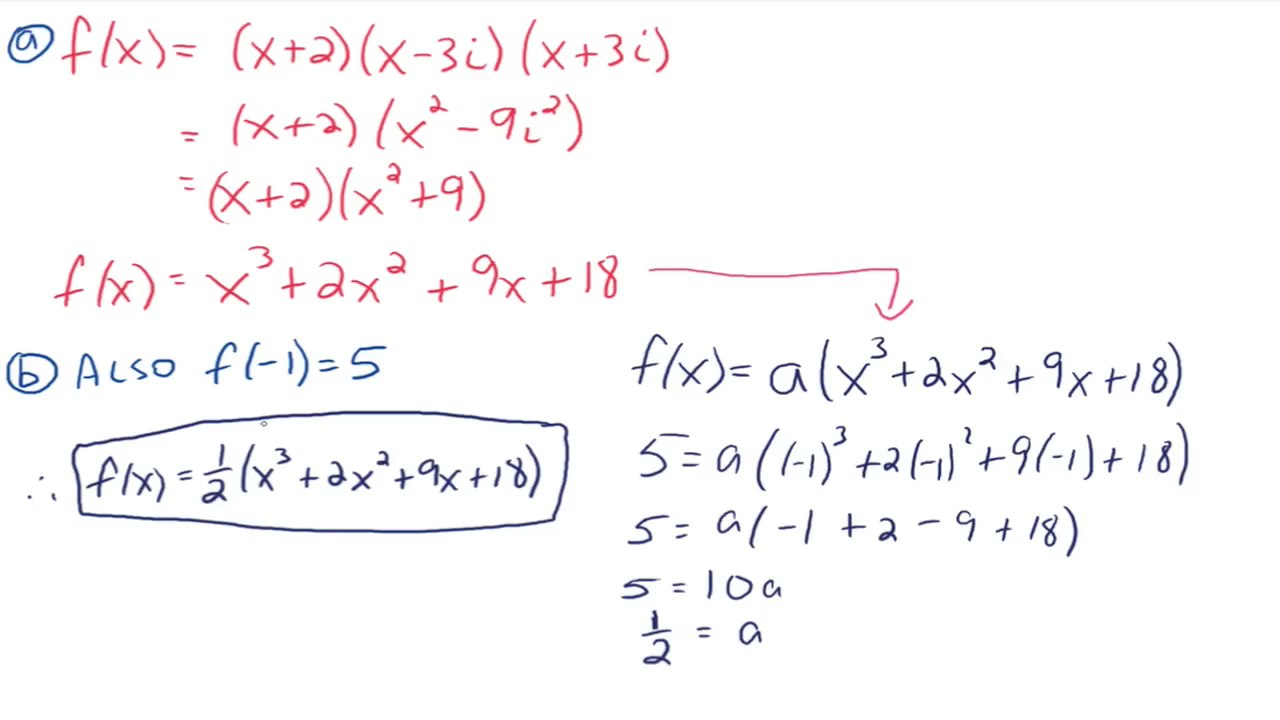 ⓐ f(x) = (x+2)(x-3i)(x+3i)
= (x+2)(x² - 9i²)
= (x+2)(x² + 9)
f(x) = x³ + 2x² + 9x + 18
ⓑ ALSO f(-1) = 5
∴ f(x) = 1/2 (x³ + 2x² + 9x + 18)
f(x) = a(x³ + 2x² + 9x + 18)
5 = a((-1)³ + 2(-1)² + 9(-1) + 18)
5 = a(-1 + 2 - 9 + 18)
5 = 10a
1/2 = a